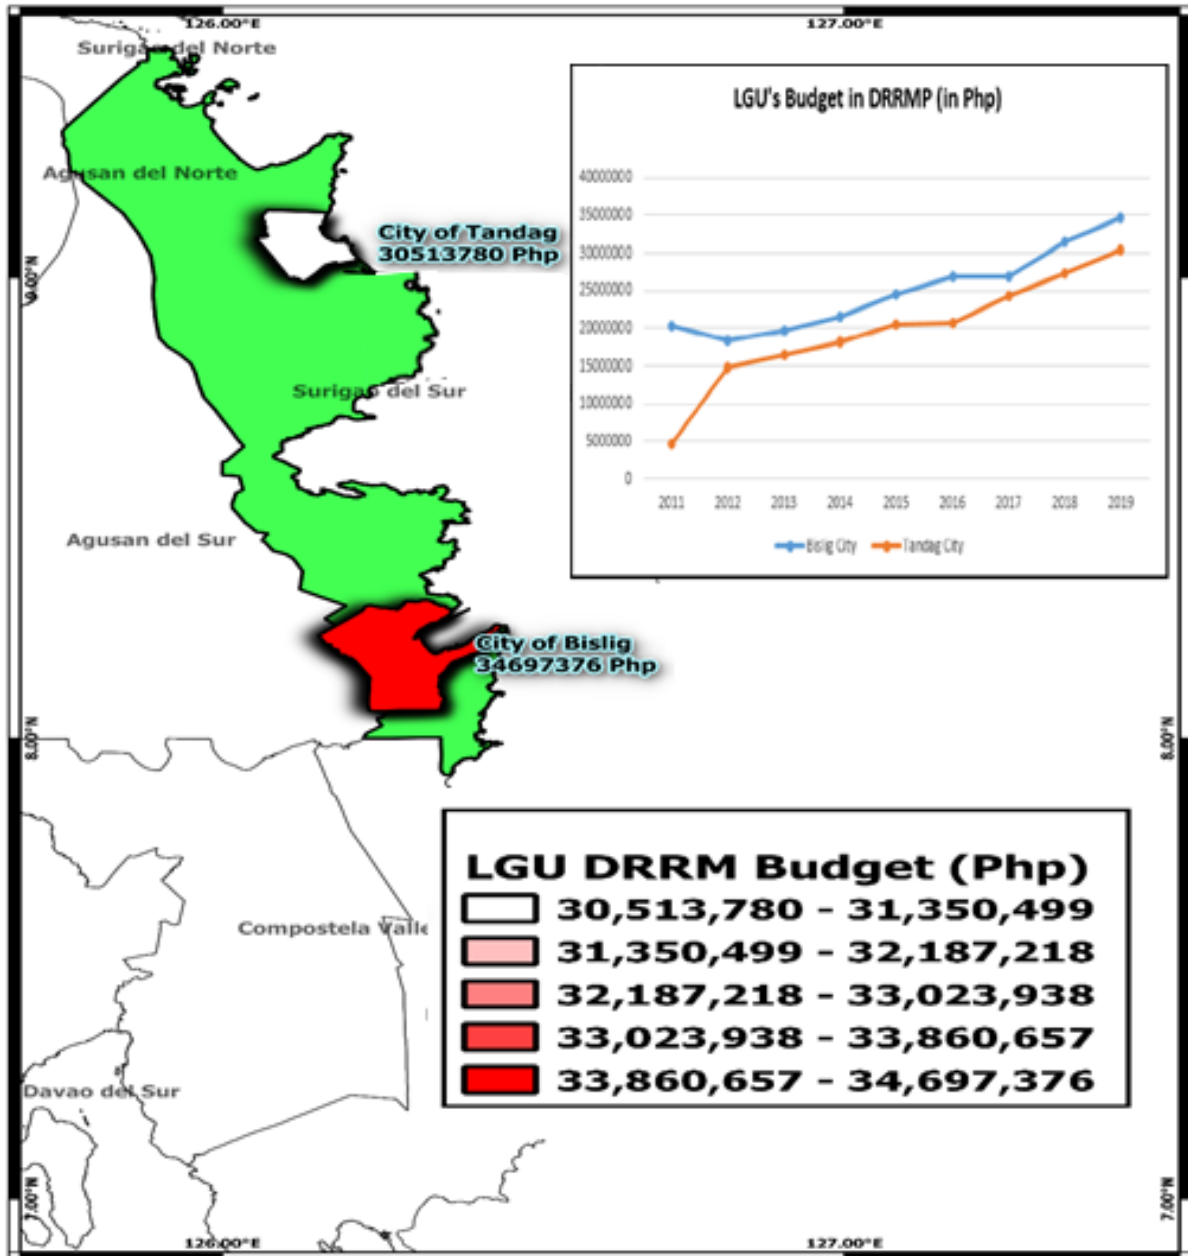 126.00°E
127.00°E
Surigao del Norte
LGU's Budget in DRRMP (in Php)
Agusan del Norte
40000000
35000000
30000000
25000000
20000000
15000000
10000000
5000000
0
2011 2012 2013 2014 2015 2016 2017 2018 2019
Bislig City Tandag City
City of Tandag
30513780 Php
9.00°N
Surigao del Sur
Agusan del Sur
City of Bislig
34697376 Php
8.00°N
8.00°N
LGU DRRM Budget (Php)
30,513,780 - 31,350,499
31,350,499 - 32,187,218
32,187,218 - 33,023,938
33,023,938 - 33,860,657
33,860,657 - 34,697,376
Compostela Valle
Davao del Sur
7.00°N
7.00°N
126.00°E
127.00°E